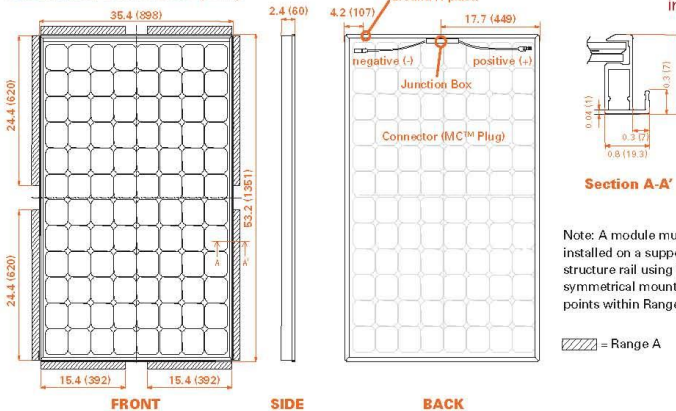 35.4 (898)
2.4 (60)
4.2 (107)
17.7 (449)
24.4 (620)
negative (-)
positive (+)
Junction Box
Connector (MC™ Plug)
53.2 (1351)
A
A'
24.4 (620)
15.4 (392)
15.4 (392)
FRONT
SIDE
BACK
0.3 (7)
0.04 (1)
0.3 (7)
0.8 (19.3)
Section A-A'
Note: A module mu
installed on a suppo
structure rail using
symmetrical mount
points within Range
= Range A